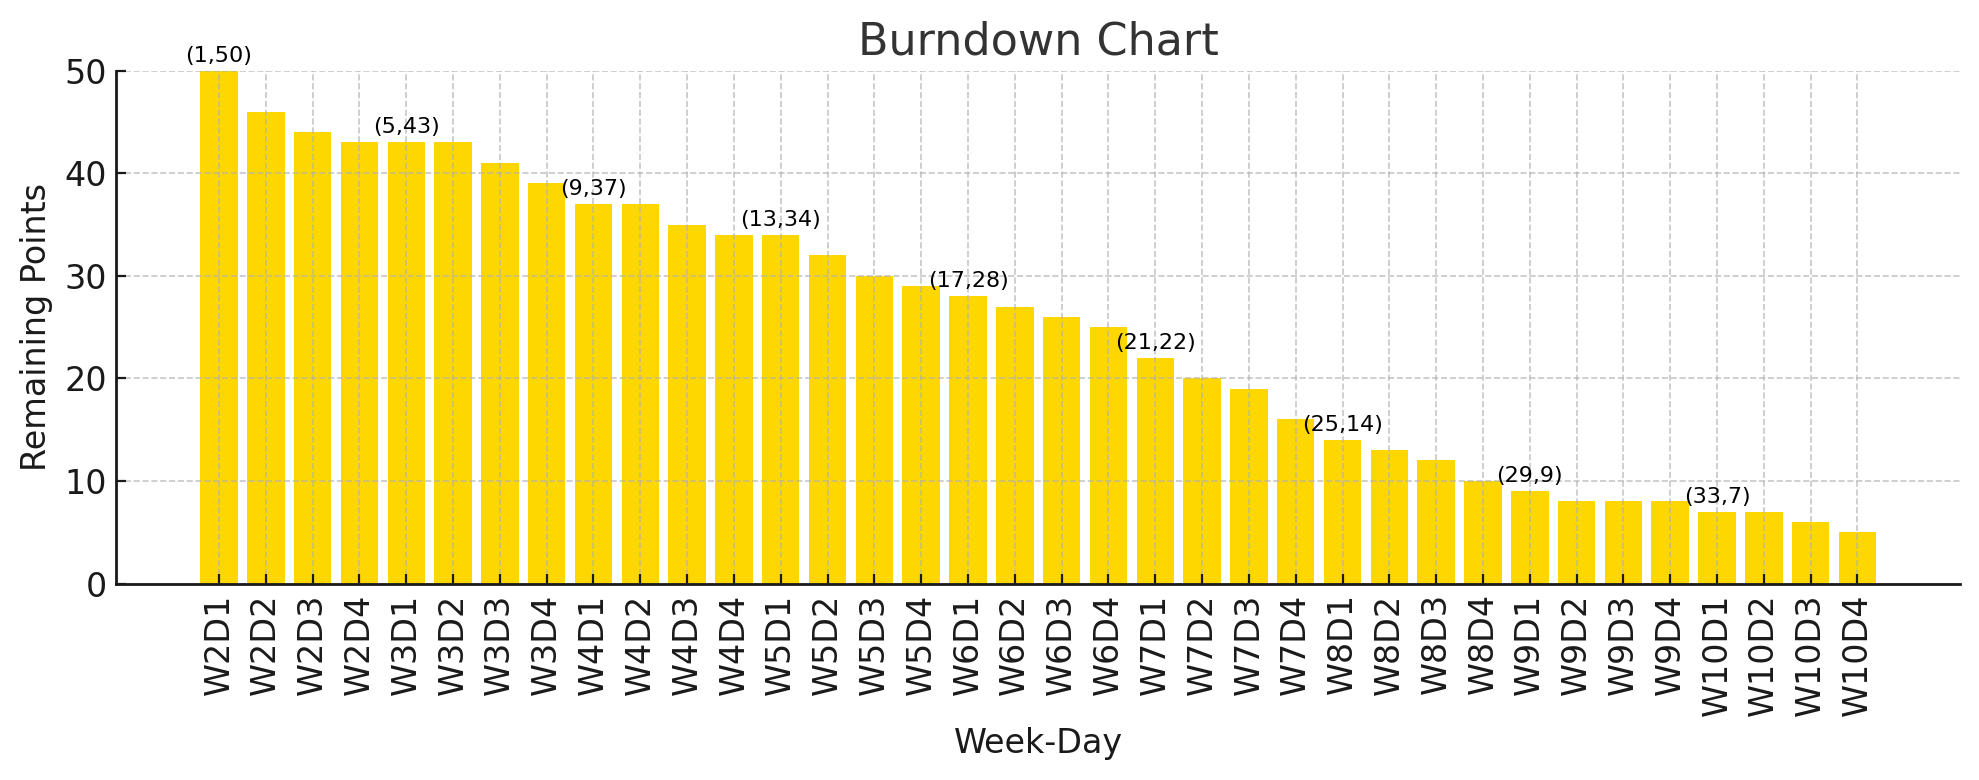 Burndown Chart
Remaining Points
50
40
30
20
10
0
(1,50)
(5,43)
(9,37)
(13,34)
(17,28)
(21,22)
(25,14)
(29,9)
(33,7)
W2D1
W2D2
W2D3
W2D4
W3D1
W3D2
W3D3
W3D4
W4D1
W4D2
W4D3
W4D4
W5D1
W5D2
W5D3
W5D4
W6D1
W6D2
W6D3
W6D4
W7D1
W7D2
W7D3
W7D4
W8D1
W8D2
W8D3
W8D4
W9D1
W9D2
W9D3
W9D4
W10D1
W10D2
W10D3
W10D4
Week-Day